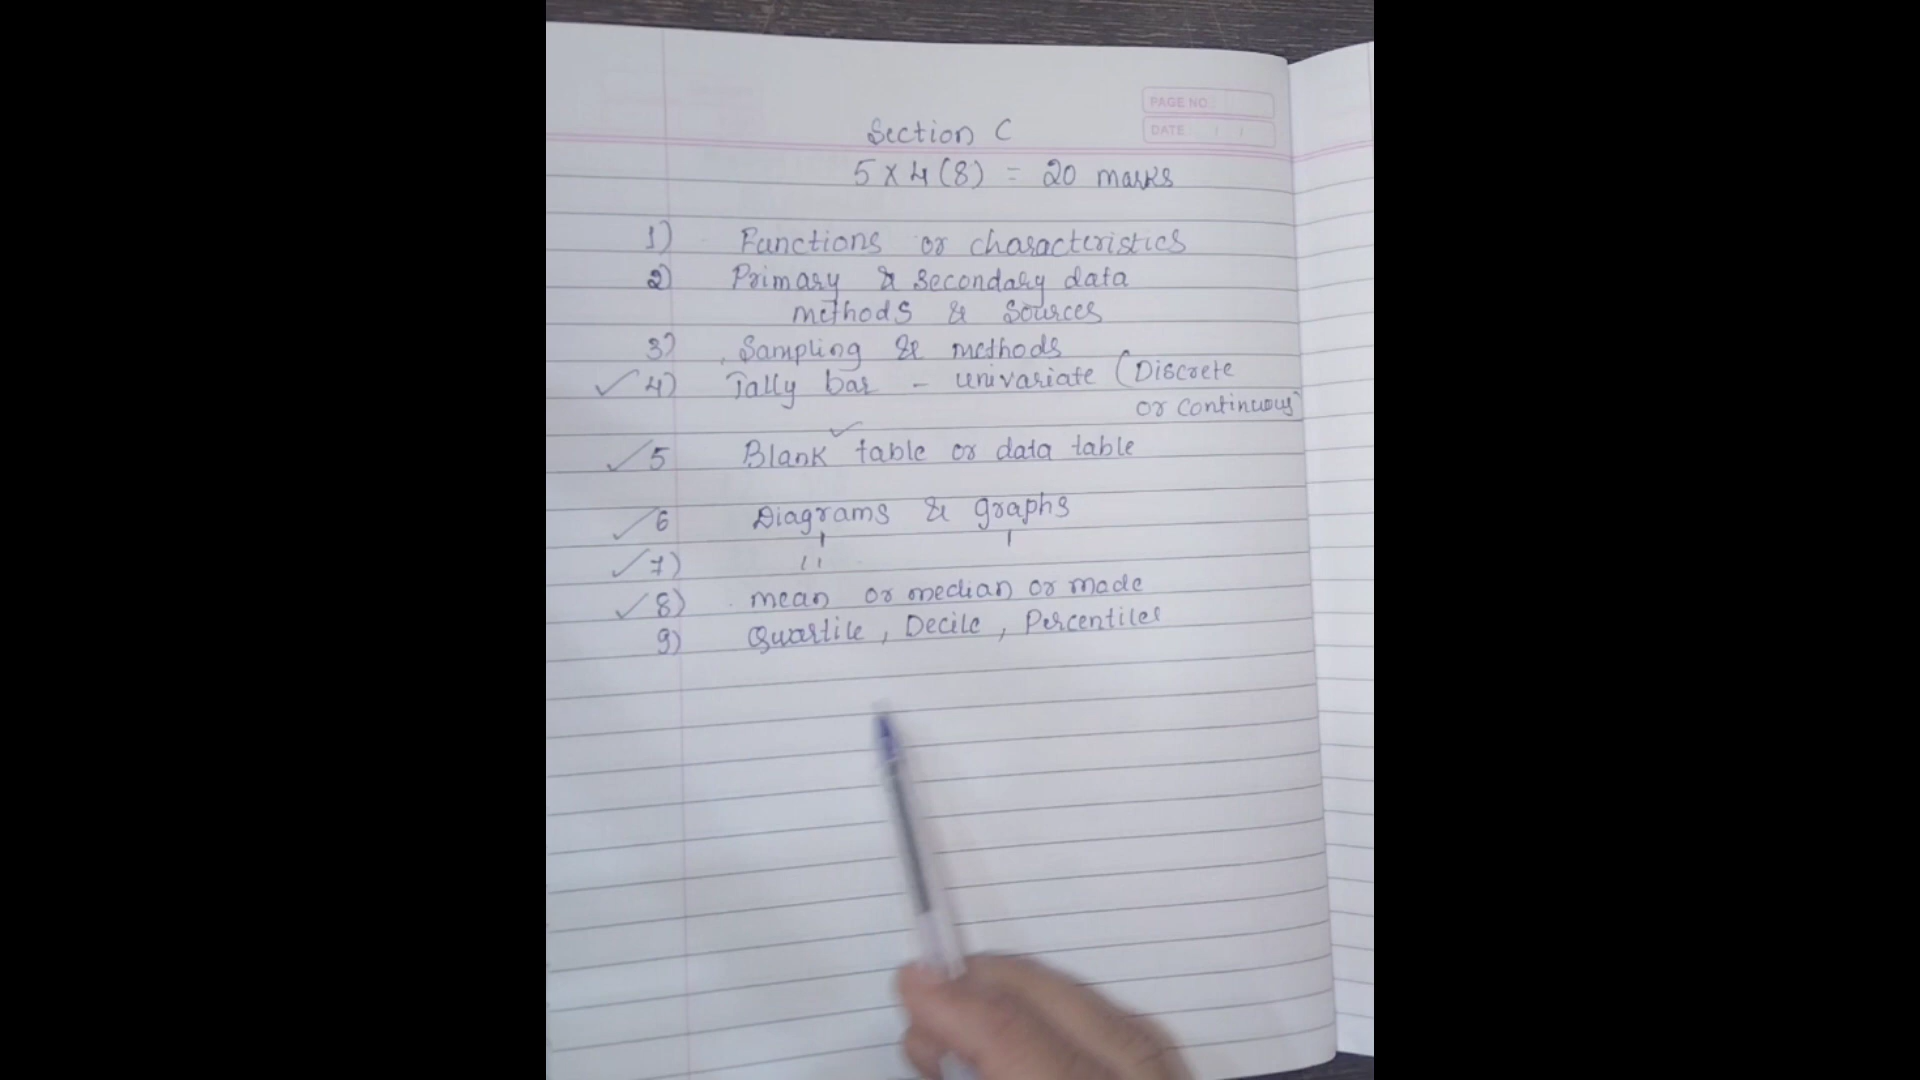 PAGE NO
DATE / /
Section C
5 x 4 (8) = 20 marks
1) Functions or characteristics
2) Primary & Secondary data
methods & Sources
3) Sampling & methods
✓ 4) Tally bar - univariate (Discrete
or continuous)
✓ 5 Blank table or data table
✓ 6 Diagrams & graphs
✓ 7) ''
✓ 8) mean or median or mode
9) Quartile, Decile, Percentiles